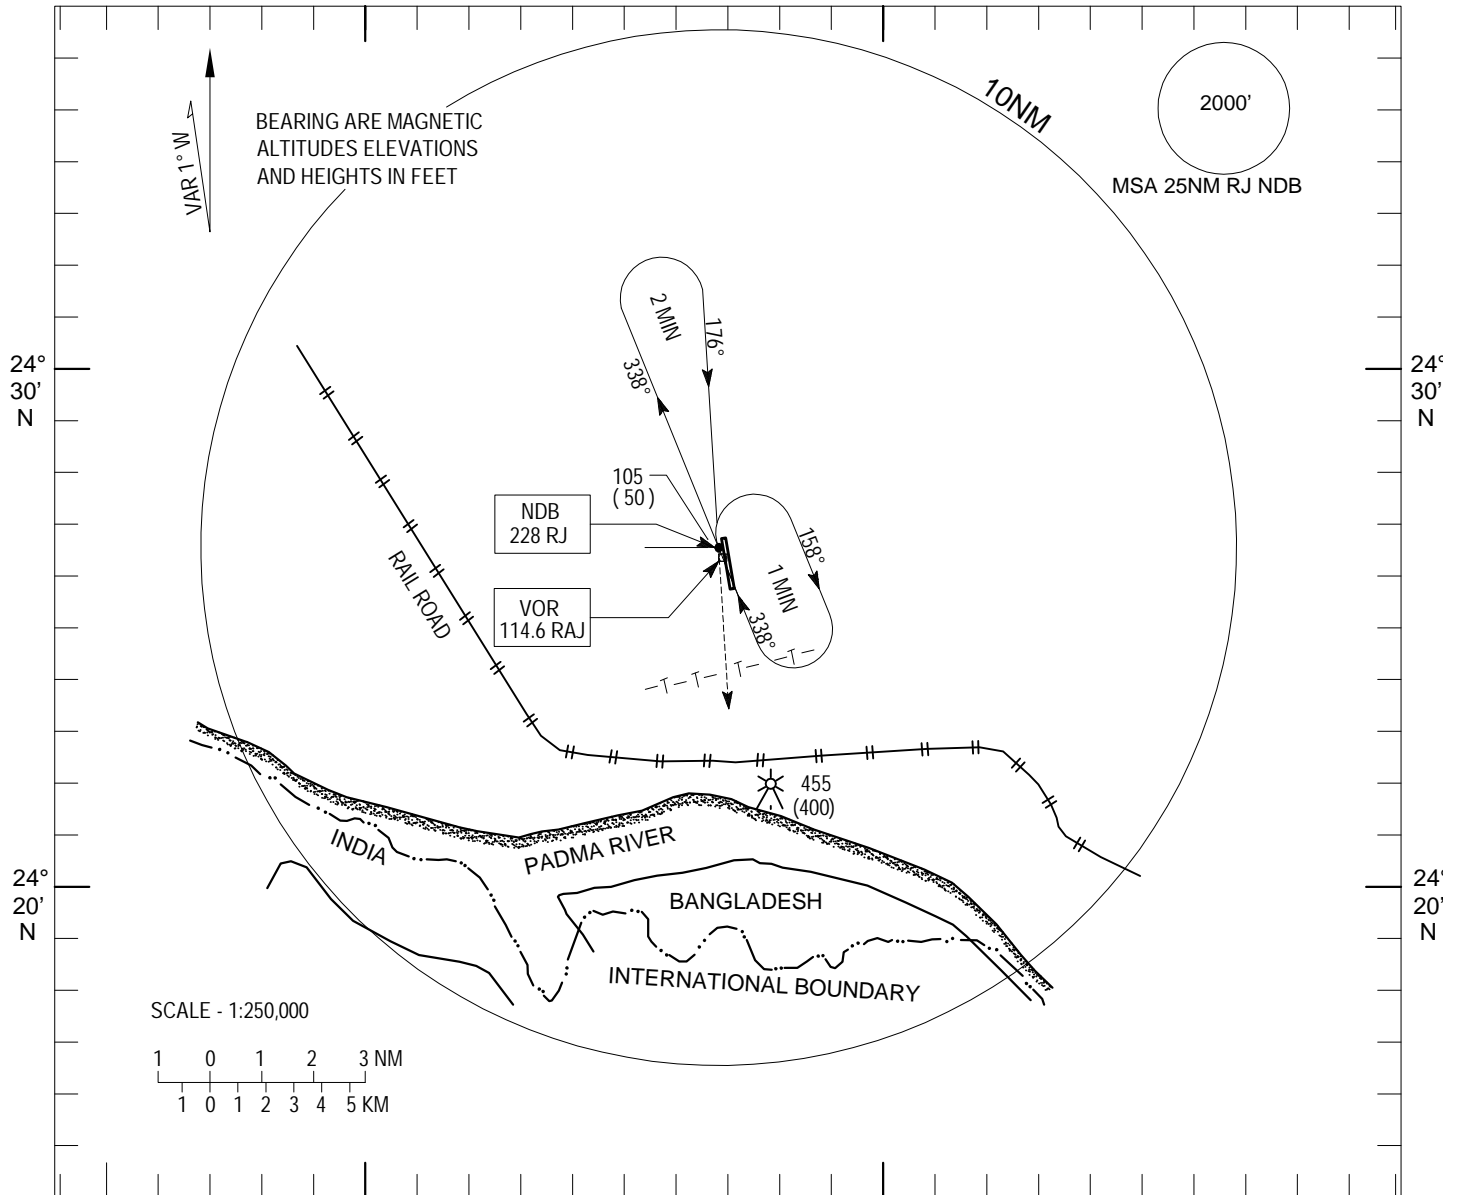 BEARING ARE MAGNETIC
ALTITUDES ELEVATIONS
AND HEIGHTS IN FEET
VAR 1° W
10NM
2000'
MSA 25NM RJ NDB
2 MIN
176°
338°
24°
30'
N
24°
30'
N
105
( 50 )
NDB
228 RJ
VOR
114.6 RAJ
158°
1 MIN
338°
RAIL ROAD
455
(400)
INDIA
PADMA RIVER
BANGLADESH
INTERNATIONAL BOUNDARY
24°
20'
N
24°
20'
N
SCALE - 1:250,000
1 0 1 2 3 NM
1 0 1 2 3 4 5 KM